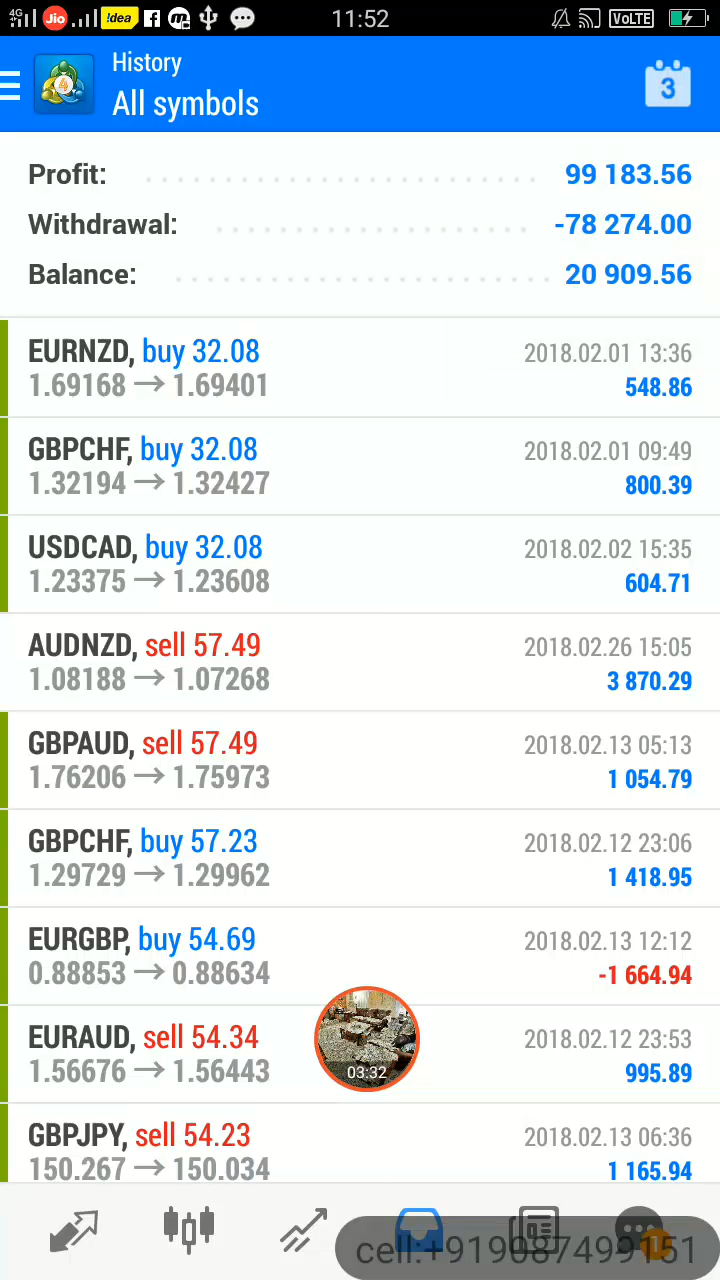 4G Jio !dea 11:52 VoLTE
History
All symbols
3
Profit: 99 183.56
Withdrawal: -78 274.00
Balance: 20 909.56
EURNZD, buy 32.08 2018.02.01 13:36
1.69168 → 1.69401 548.86
GBPCHF, buy 32.08 2018.02.01 09:49
1.32194 → 1.32427 800.39
USDCAD, buy 32.08 2018.02.02 15:35
1.23375 → 1.23608 604.71
AUDNZD, sell 57.49 2018.02.26 15:05
1.08188 → 1.07268 3 870.29
GBPAUD, sell 57.49 2018.02.13 05:13
1.76206 → 1.75973 1 054.79
GBPCHF, buy 57.23 2018.02.12 23:06
1.29729 → 1.29962 1 418.95
EURGBP, buy 54.69 2018.02.13 12:12
0.88853 → 0.88634 -1 664.94
EURAUD, sell 54.34 2018.02.12 23:53
1.56676 → 1.56443 995.89
03:32
GBPJPY, sell 54.23 2018.02.13 06:36
150.267 → 150.034 1 165.94
cell:+919087499151